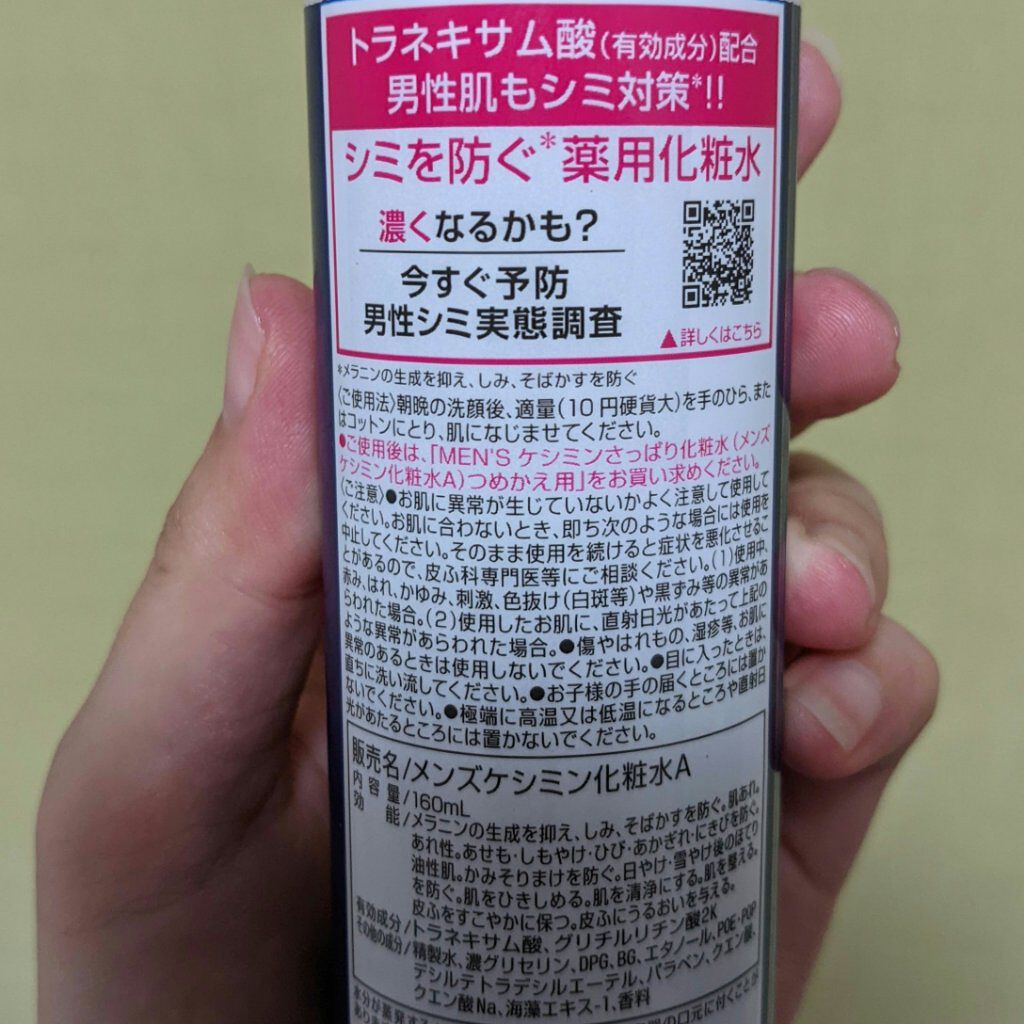 トラネキサム酸(有効成分)配合
男性肌もシミ対策*!!
シミを防ぐ*薬用化粧水
濃くなるかも?
今すぐ予防
男性シミ実態調査
▲詳しくはこちら
*メラニンの生成を抑え、しみ、そばかすを防ぐ
〈ご使用法〉朝晩の洗顔後、適量(10円硬貨大)を手のひら、また
はコットンにとり、肌になじませてください。
●ご使用後は、「MEN'S ケシミンさっぱり化粧水(メンズ
ケシミン化粧水A)つめかえ用」をお買い求めください。
〈ご注意〉●お肌に異常が生じていないかよく注意して使用して
ください。お肌に合わないとき、即ち次のような場合には使用を
中止してください。そのまま使用を続けると症状を悪化させるこ
とがあるので、皮ふ科専門医等にご相談ください。(1)使用中、
赤み、はれ、かゆみ、刺激、色抜け(白斑等)や黒ずみ等の異常があ
らわれた場合。(2)使用したお肌に、直射日光があたって上記の
ような異常があらわれた場合。●傷やはれもの、湿疹等、お肌に
異常のあるときは使用しないでください。●目に入ったときは、
直ちに洗い流してください。●お子様の手の届くところには置か
ないでください。●極端に高温又は低温になるところや直射日
光があたるところには置かないでください。
販売名/メンズケシミン化粧水A
内容量/160mL
効能/メラニンの生成を抑え、しみ、そばかすを防ぐ。肌あれ。
あれ性。あせも・しもやけ・ひび・あかぎれ・にきびを防ぐ。
油性肌。かみそりまけを防ぐ。日やけ・雪やけ後のほてり
を防ぐ。肌をひきしめる。肌を清浄にする。肌を整える。
皮ふをすこやかに保つ。皮ふにうるおいを与える。
有効成分/トラネキサム酸、グリチルリチン酸2K
その他の成分/精製水、濃グリセリン、DPG、BG、エタノール、POE・POP
デシルテトラデシルエーテル、パラベン、クエン酸、
クエン酸Na、海藻エキス-1、香料
水分が蒸発する
の口元に付くことが